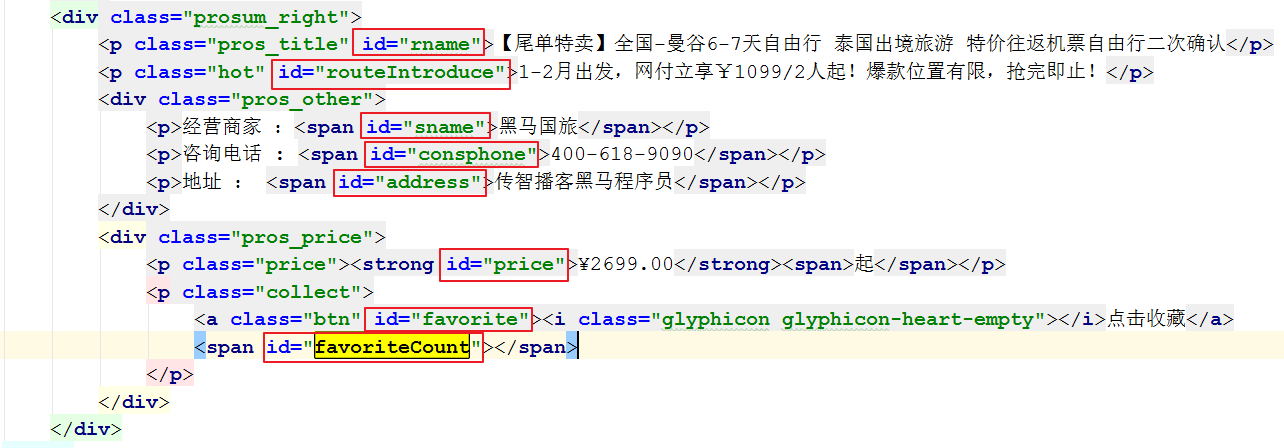 <div class="prosum_right">
<p class="pros_title" id="rname">【尾单特卖】全国-曼谷6-7天自由行 泰国出境旅游 特价往返机票自由行二次确认</p>
<p class="hot" id="routeIntroduce">1-2月出发，网付立享￥1099/2人起！爆款位置有限，抢完即止！</p>
<div class="pros_other">
<p>经营商家 ：<span id="sname">黑马国旅</span></p>
<p>咨询电话 ：<span id="consphone">400-618-9090</span></p>
<p>地址 ： <span id="address">传智播客黑马程序员</span></p>
</div>
<div class="pros_price">
<p class="price"><strong id="price">¥2699.00</strong><span>起</span></p>
<p class="collect">
<a class="btn" id="favorite"><i class="glyphicon glyphicon-heart-empty"></i>点击收藏</a>
<span id="favoriteCount"></span>
</p>
</div>
</div>